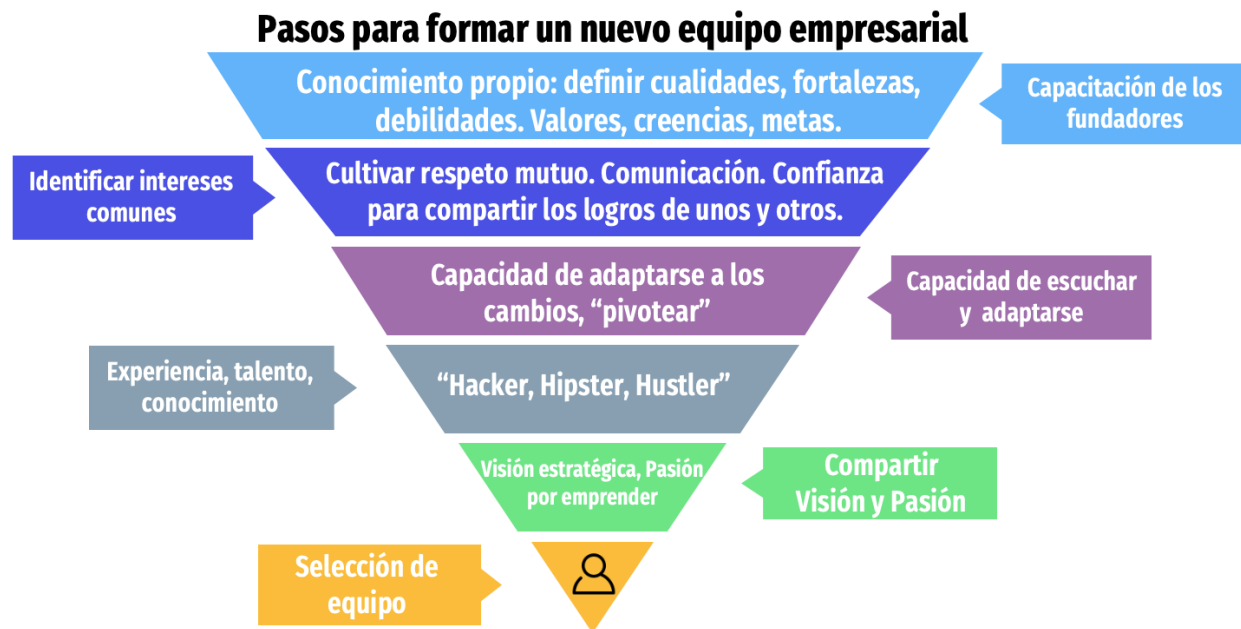 Pasos para formar un nuevo equipo empresarial
Conocimiento propio: definir cualidades, fortalezas,
debilidades. Valores, creencias, metas.
Capacitación de los
fundadores
Identificar intereses
comunes
Cultivar respeto mutuo. Comunicación. Confianza
para compartir los logros de unos y otros.
Capacidad de adaptarse a los
cambios, “pivotear”
Capacidad de escuchar
y  adaptarse
Experiencia, talento,
conocimiento
“Hacker, Hipster, Hustler”
Visión estratégica, Pasión
por emprender
Compartir
Visión y Pasión
Selección de
equipo